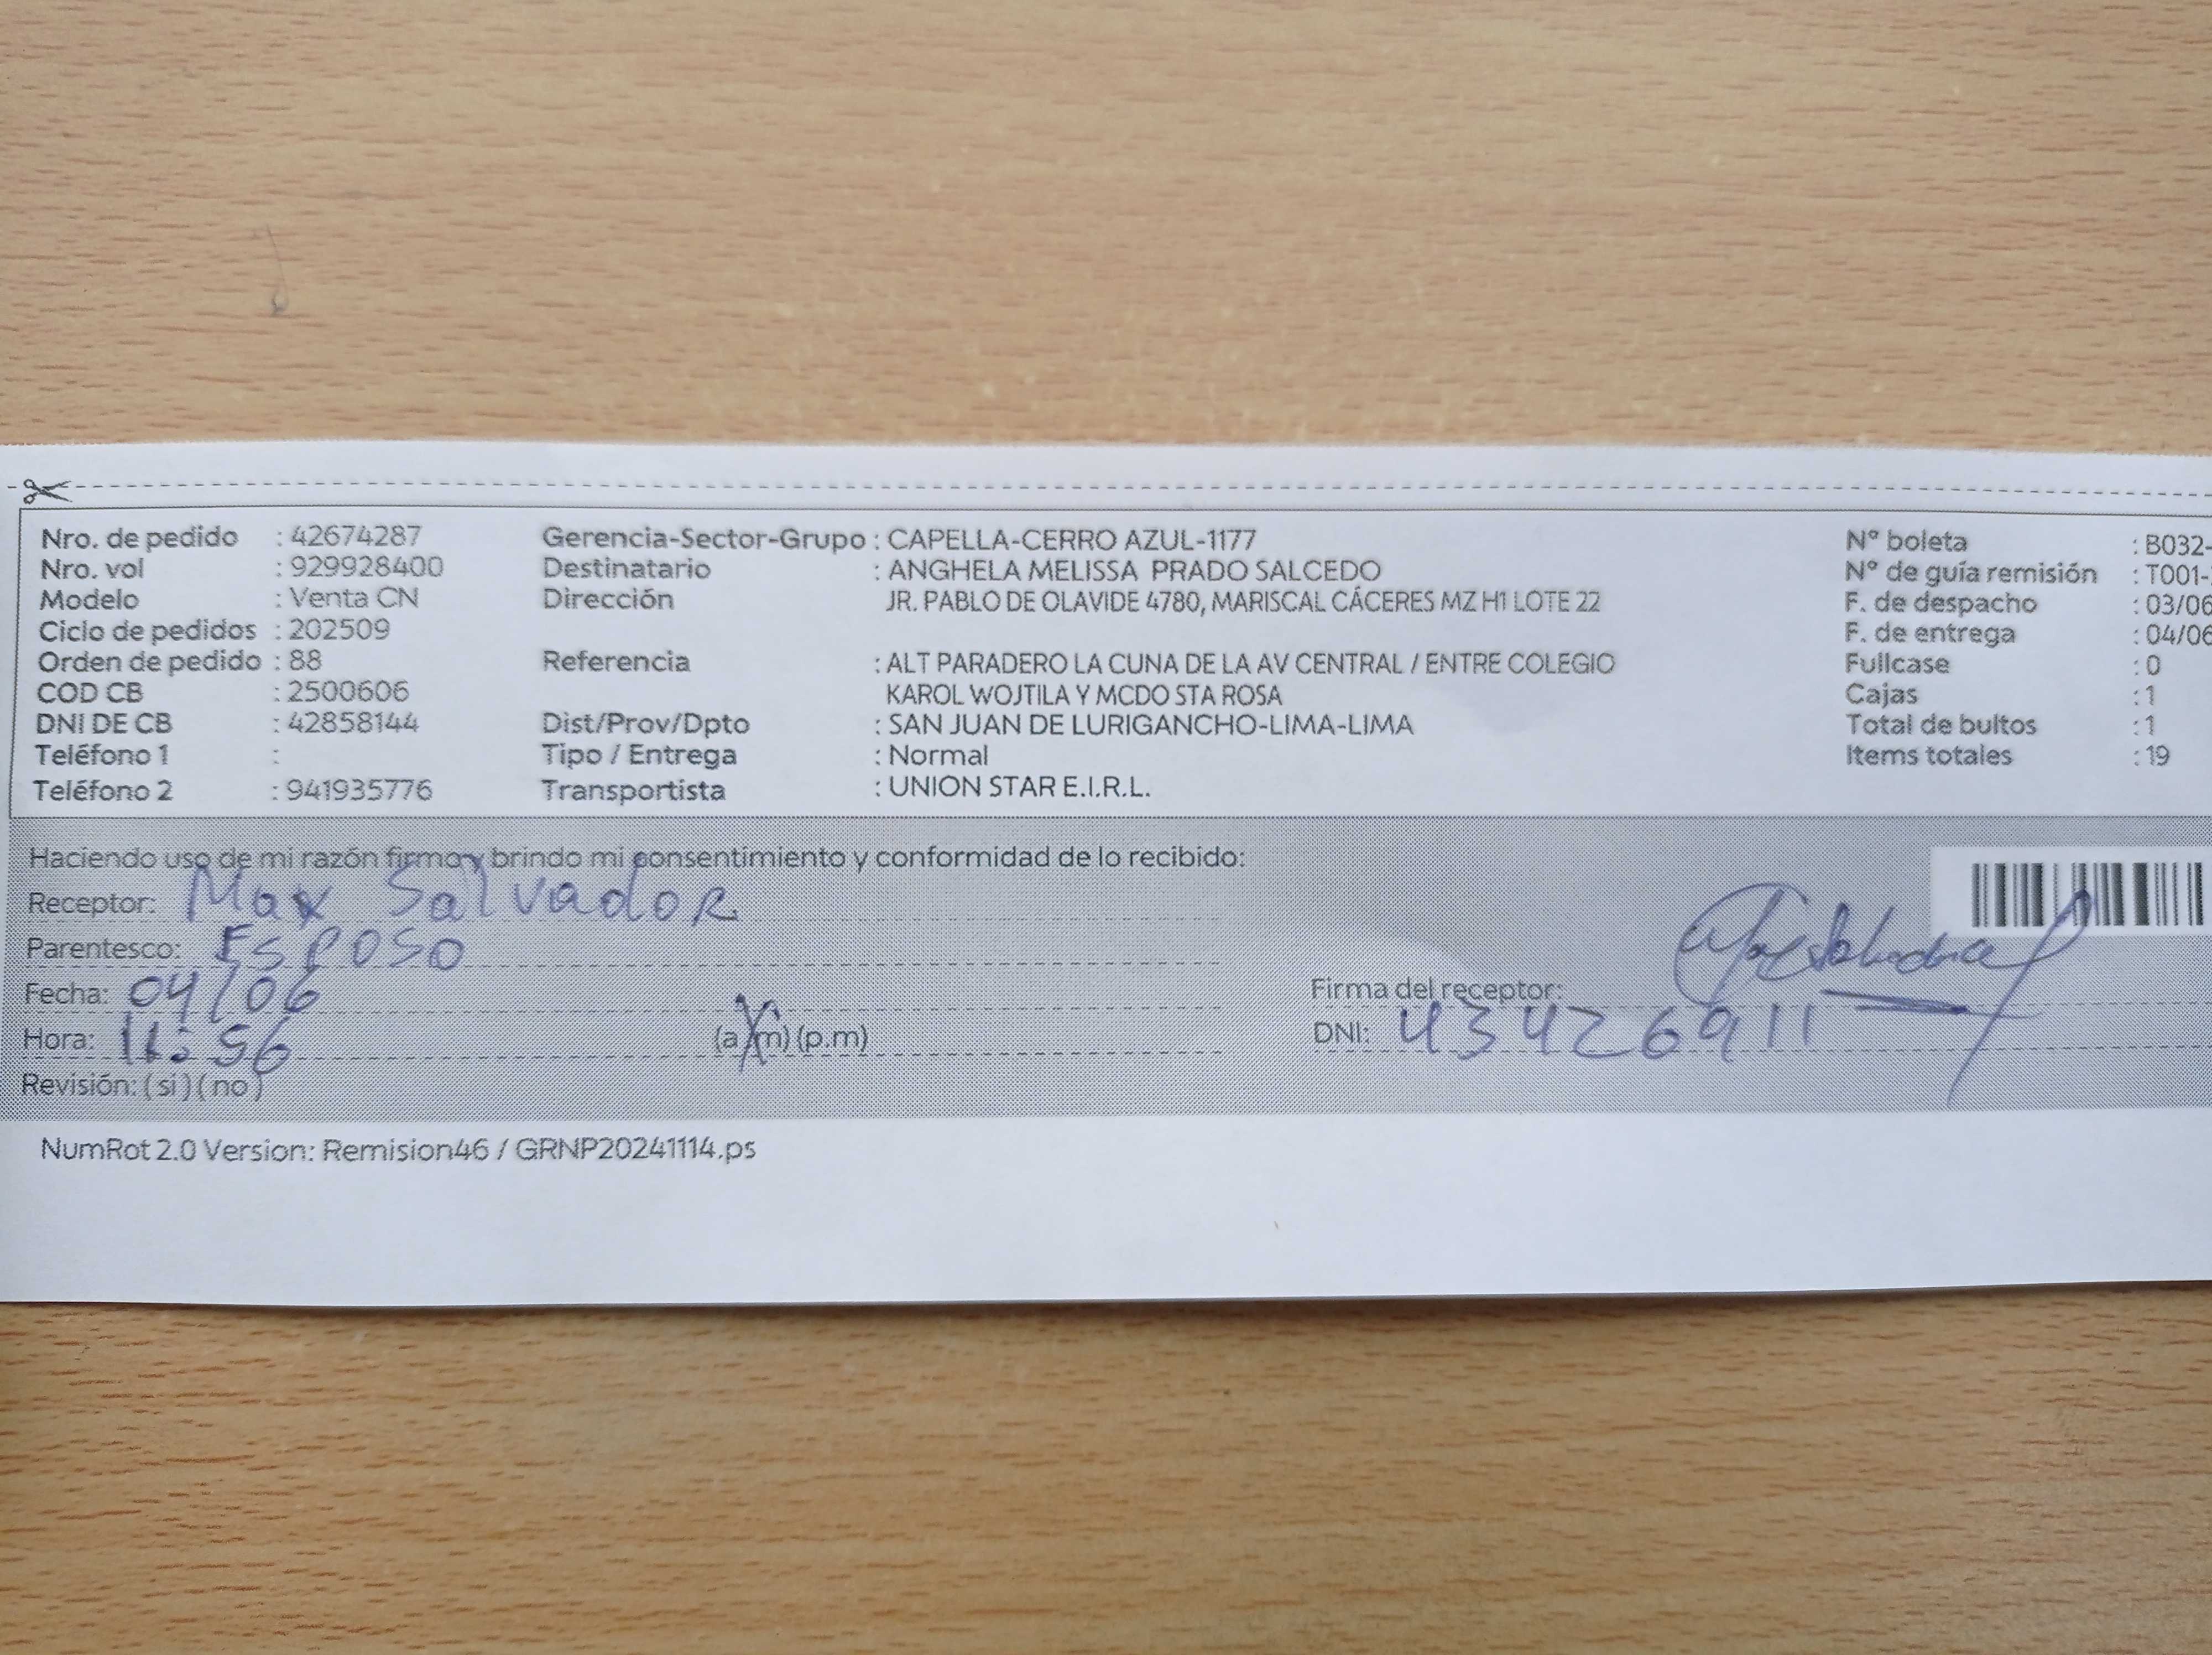 Nro. de pedido : 42674287 Gerencia-Sector-Grupo : CAPELLA-CERRO AZUL-1177 Nº boleta : B032-
Nro. vol : 929928400 Destinatario : ANGHELA MELISSA PRADO SALCEDO Nº de guía remisión : T001-
Modelo : Venta CN Dirección JR. PABLO DE OLAVIDE 4780, MARISCAL CÁCERES MZ H1 LOTE 22 F. de despacho : 03/06
Ciclo de pedidos : 202509 F. de entrega : 04/06
Orden de pedido : 88 Referencia : ALT PARADERO LA CUNA DE LA AV CENTRAL / ENTRE COLEGIO Fullcase : 0
COD CB : 2500606 KAROL WOJTILA Y MCDO STA ROSA Cajas : 1
DNI DE CB : 42858144 Dist/Prov/Dpto : SAN JUAN DE LURIGANCHO-LIMA-LIMA Total de bultos : 1
Teléfono 1 : Tipo / Entrega : Normal Items totales : 19
Teléfono 2 : 941935776 Transportista : UNION STAR E.I.R.L.
Haciendo uso de mi razón firmo y brindo mi consentimiento y conformidad de lo recibido:
Receptor: Max Salvador
Parentesco: ESPOSO
Fecha: 04/06 Firma del receptor:
Hora: 11:56 (a.m) (p.m) DNI: 43426911
Revisión: (si) (no)
NumRot 2.0 Version: Remision46 / GRNP20241114.ps